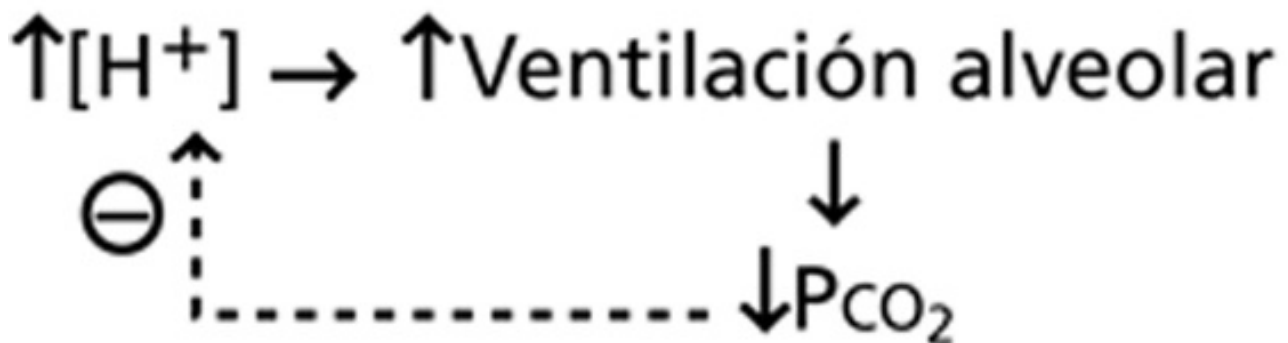 ↑[H⁺] → ↑Ventilación alveolar
⊖
↓PCO₂